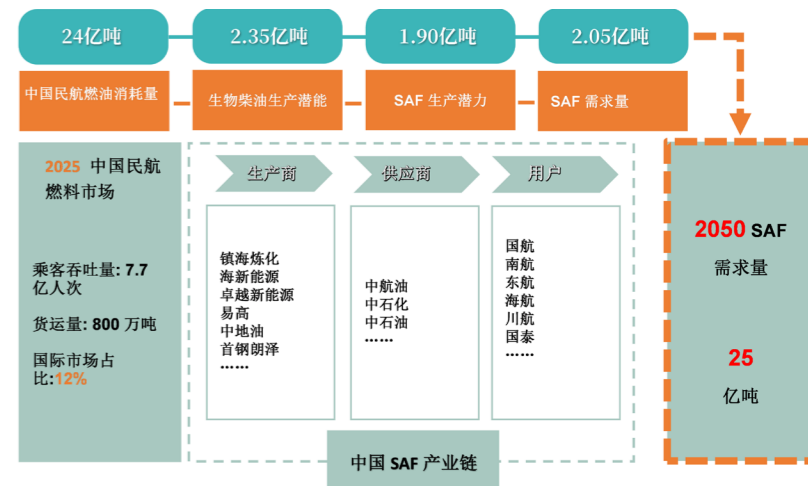 24亿吨
2.35亿吨
1.90亿吨
2.05亿吨
中国民航燃油消耗量
生物柴油生产潜能
SAF 生产潜力
SAF 需求量
2025 中国民航
燃料市场
乘客吞吐量: 7.7
亿人次
货运量: 800 万吨
国际市场占
比:12%
生产商
镇海炼化
海新能源
卓越新能源
易高
中地油
首钢朗泽
……
供应商
中航油
中石化
中石油
……
用户
国航
南航
东航
海航
川航
国泰
……
中国 SAF 产业链
2050 SAF
需求量
25
亿吨